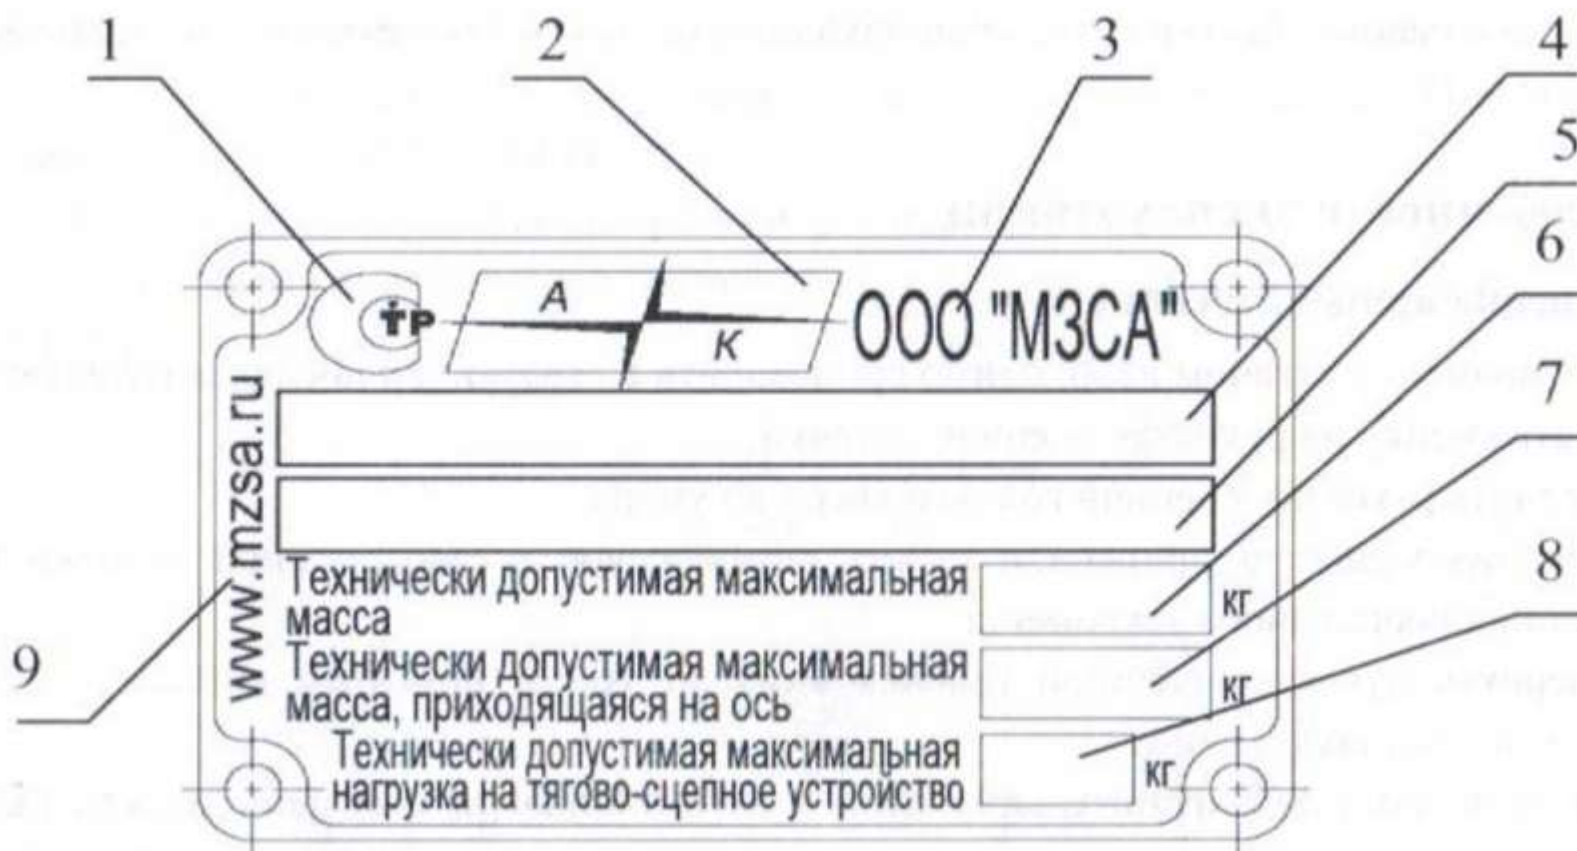 1
2
3
4
5
6
7
8
9
ТР
А
К
ООО "МЗСА"
www.mzsa.ru
Технически допустимая максимальная
масса
кг
Технически допустимая максимальная
масса, приходящаяся на ось
кг
Технически допустимая максимальная
нагрузка на тягово-сцепное устройство
кг